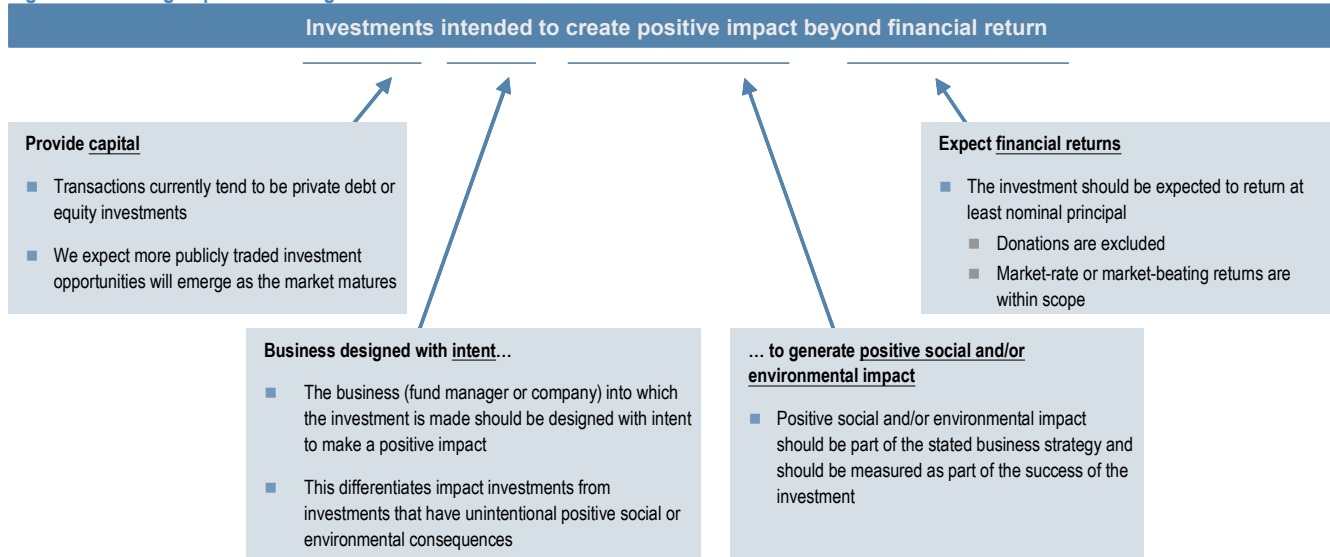 Investments intended to create positive impact beyond financial return
Provide capital
Transactions currently tend to be private debt or
equity investments
We expect more publicly traded investment
opportunities will emerge as the market matures
Expect financial returns
The investment should be expected to return at
least nominal principal
Donations are excluded
Market-rate or market-beating returns are
within scope
Business designed with intent…
The business (fund manager or company) into which
the investment is made should be designed with intent
to make a positive impact
This differentiates impact investments from
investments that have unintentional positive social or
environmental consequences
… to generate positive social and/or
environmental impact
Positive social and/or environmental impact
should be part of the stated business strategy and
should be measured as part of the success of the
investment